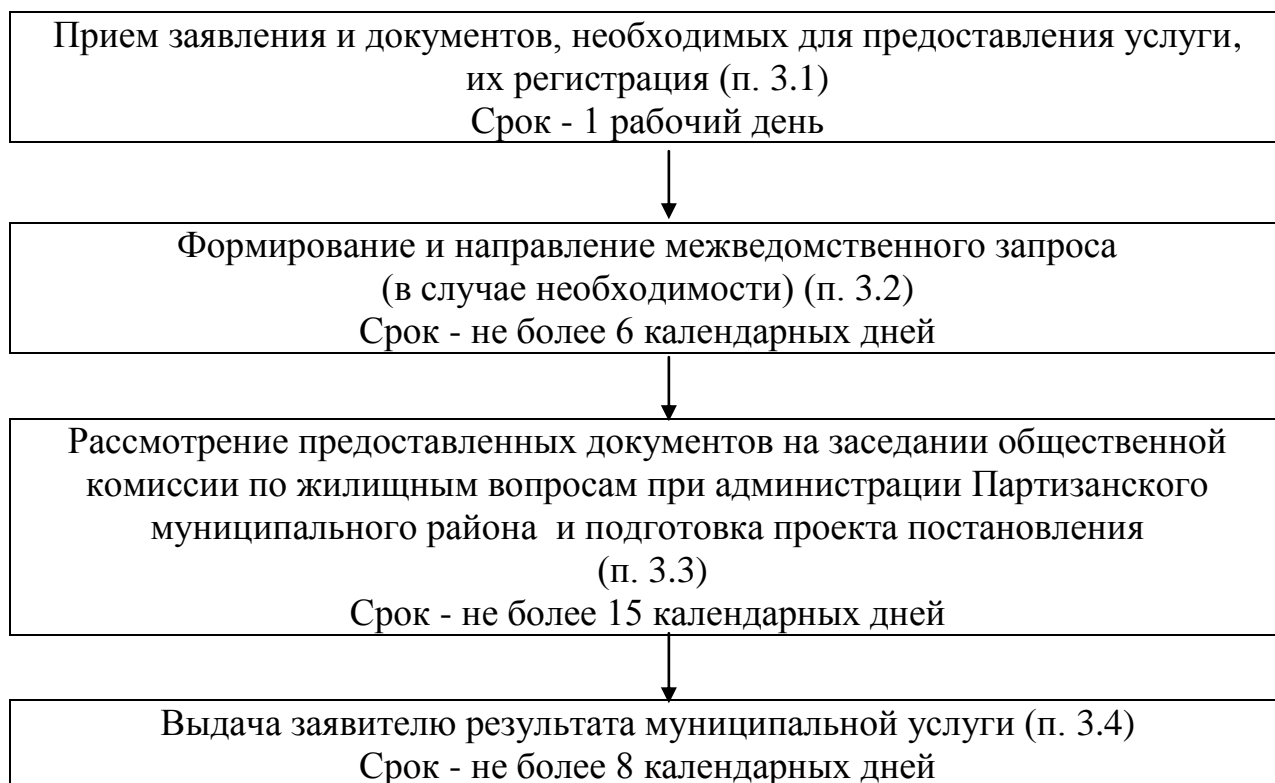 Прием заявления и документов, необходимых для предоставления услуги,
их регистрация (п. 3.1)
Срок - 1 рабочий день
Формирование и направление межведомственного запроса
(в случае необходимости) (п. 3.2)
Срок - не более 6 календарных дней
Рассмотрение предоставленных документов на заседании общественной
комиссии по жилищным вопросам при администрации Партизанского
муниципального района и подготовка проекта постановления
(п. 3.3)
Срок - не более 15 календарных дней
Выдача заявителю результата муниципальной услуги (п. 3.4)
Срок - не более 8 календарных дней